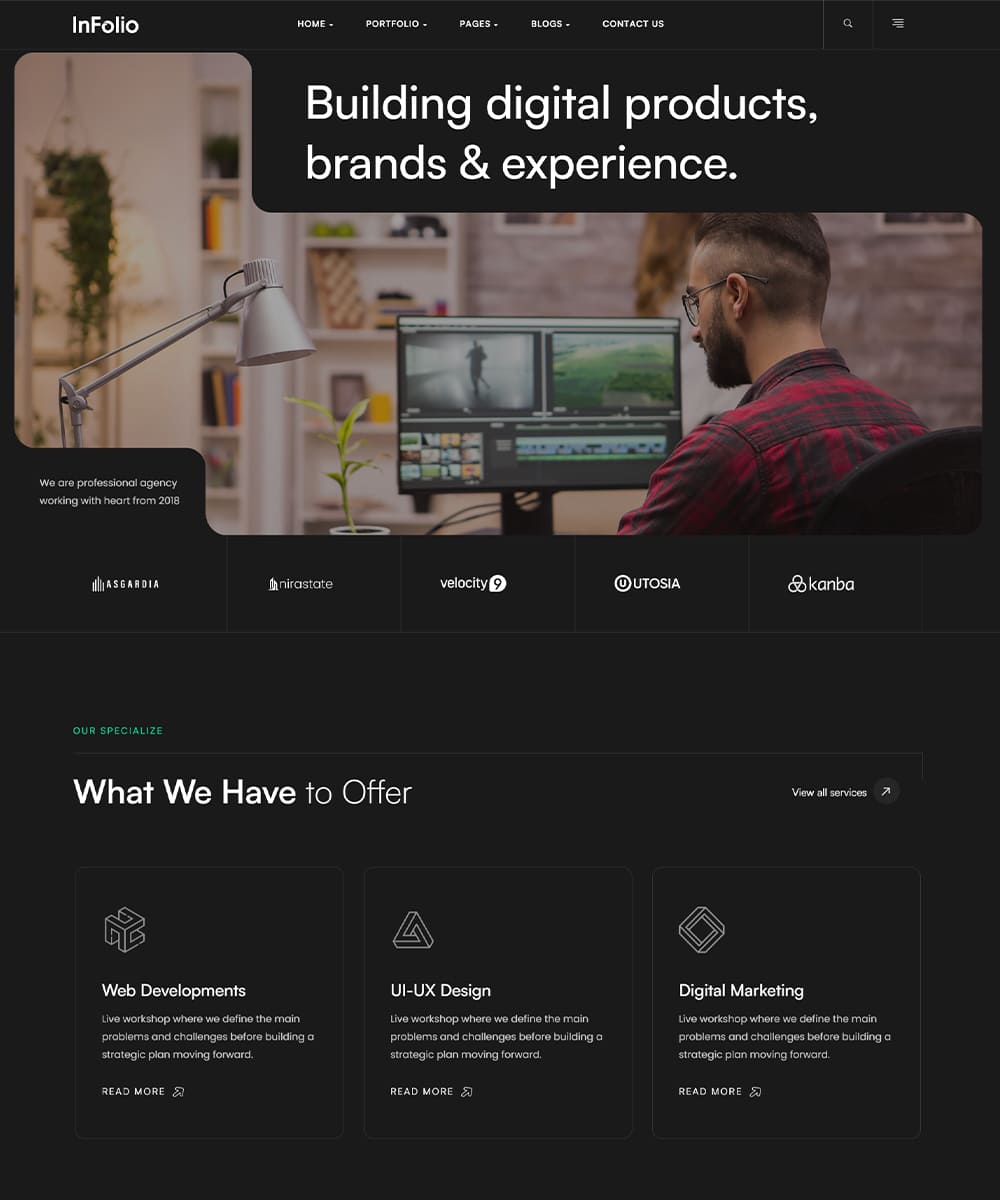 InFolio
HOME
PORTFOLIO
PAGES
BLOGS
CONTACT US
Building digital products,
brands & experience.
We are professional agency
working with heart from 2018
ASGARDIA
nirastate
velocity 9
U UTOSIA
kanba
OUR SPECIALIZE
What We Have to Offer
View all services
Web Developments
Live workshop where we define the main
problems and challenges before building a
strategic plan moving forward.
READ MORE
UI-UX Design
Live workshop where we define the main
problems and challenges before building a
strategic plan moving forward.
READ MORE
Digital Marketing
Live workshop where we define the main
problems and challenges before building a
strategic plan moving forward.
READ MORE